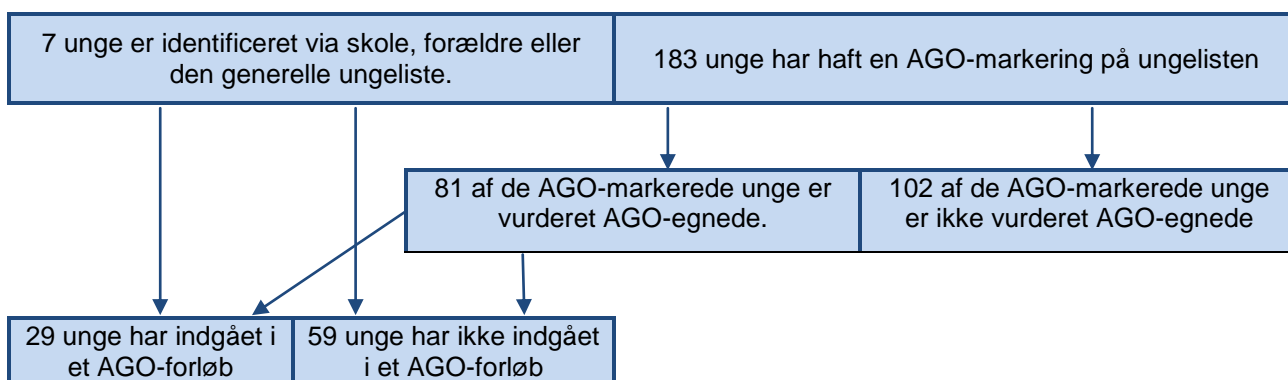 7 unge er identificeret via skole, forældre eller
den generelle ungeliste.
183 unge har haft en AGO-markering på ungelisten
81 af de AGO-markerede unge er
vurderet AGO-egnede.
102 af de AGO-markerede unge
er ikke vurderet AGO-egnede
29 unge har indgået i
et AGO-forløb
59 unge har ikke indgået
i et AGO-forløb